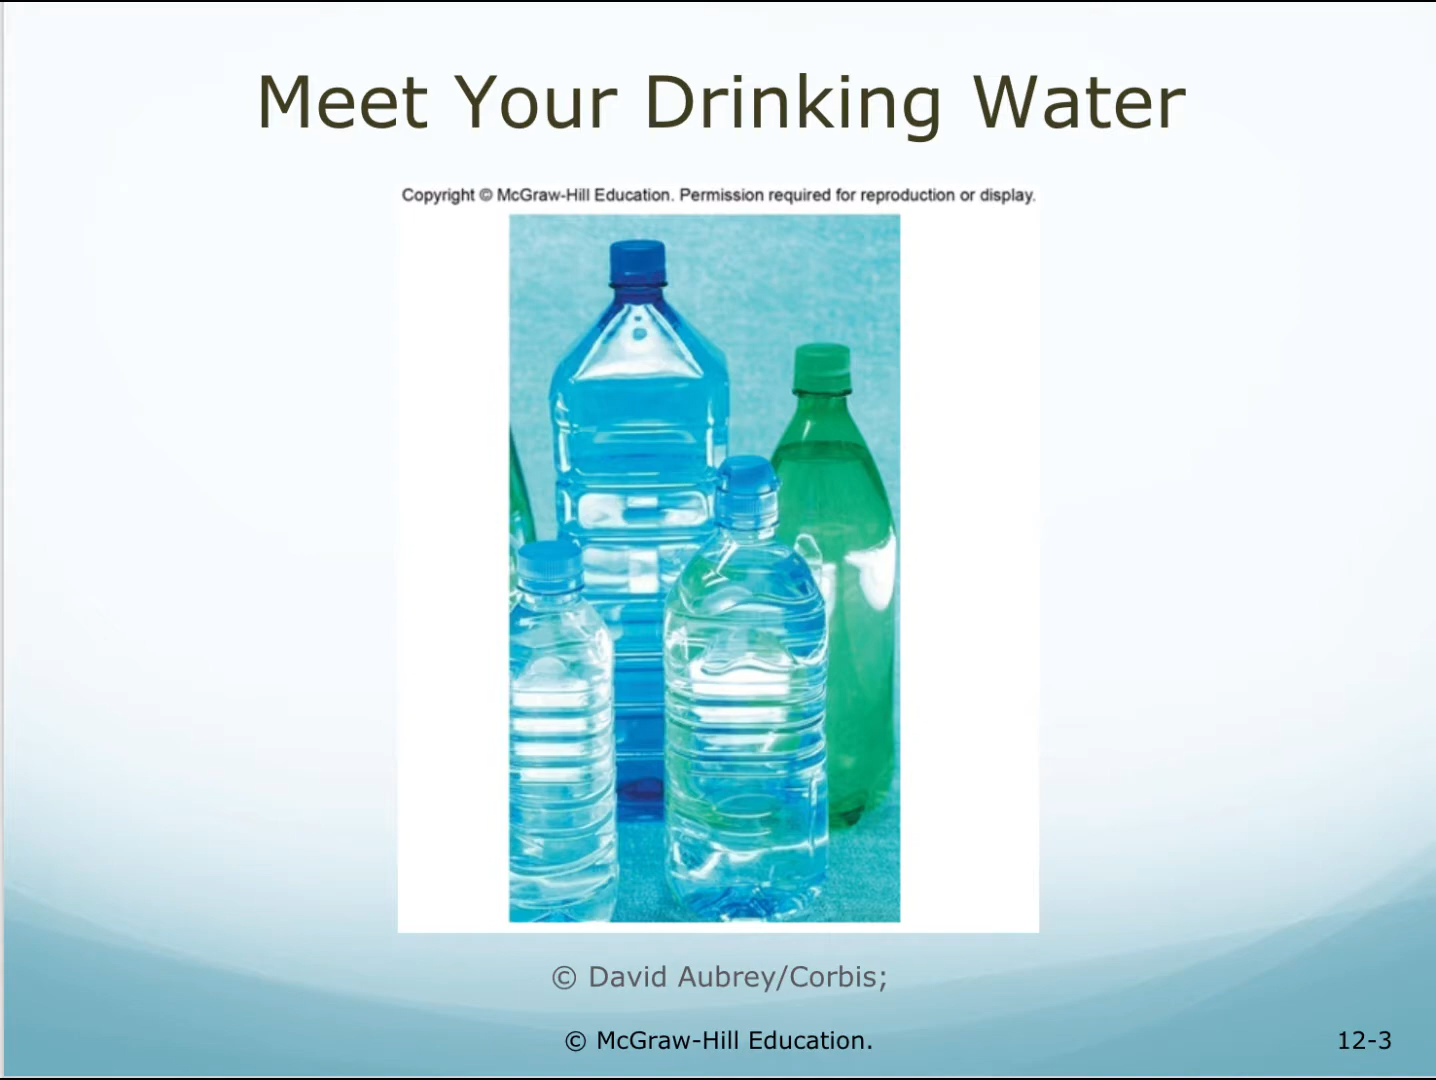 Meet Your Drinking Water
Copyright © McGraw-Hill Education. Permission required for reproduction or display.
© David Aubrey/Corbis;
© McGraw-Hill Education.
12-3